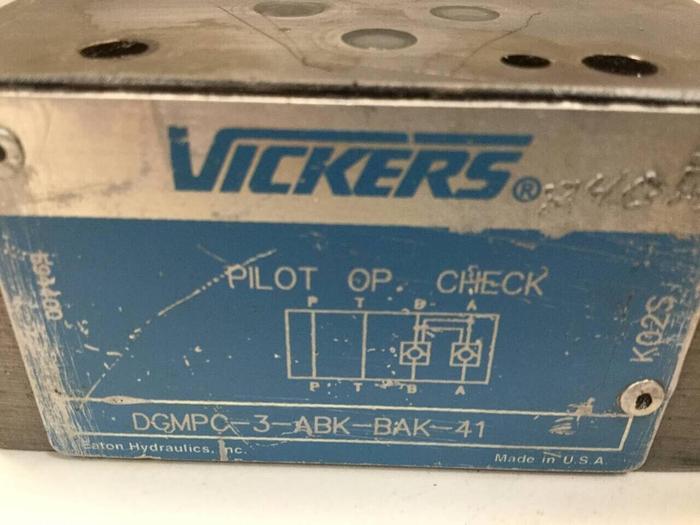 VICKERS®
PILOT OP. CHECK
P T B A
P T B A
K02S
DGMPC-3-ABK-BAK-41
Eaton Hydraulics, Inc.
Made in U.S.A.